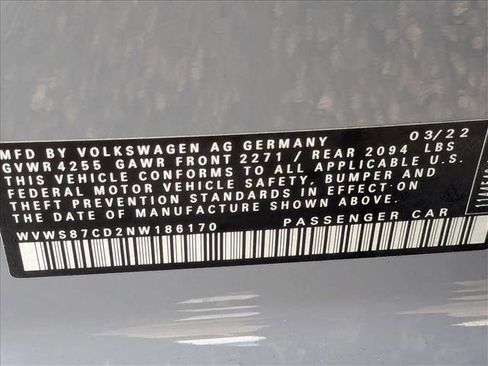 MFD BY VOLKSWAGEN AG GERMANY 03/22
GVWR 4255 GAWR FRONT 2271 / REAR 2094 LBS
THIS VEHICLE CONFORMS TO ALL APPLICABLE U.S.
FEDERAL MOTOR VEHICLE SAFETY, BUMPER AND
THEFT PREVENTION STANDARDS IN EFFECT ON
THE DATE OF MANUFACTURE SHOWN ABOVE.
WVWS87CD2NW186170 PASSENGER CAR